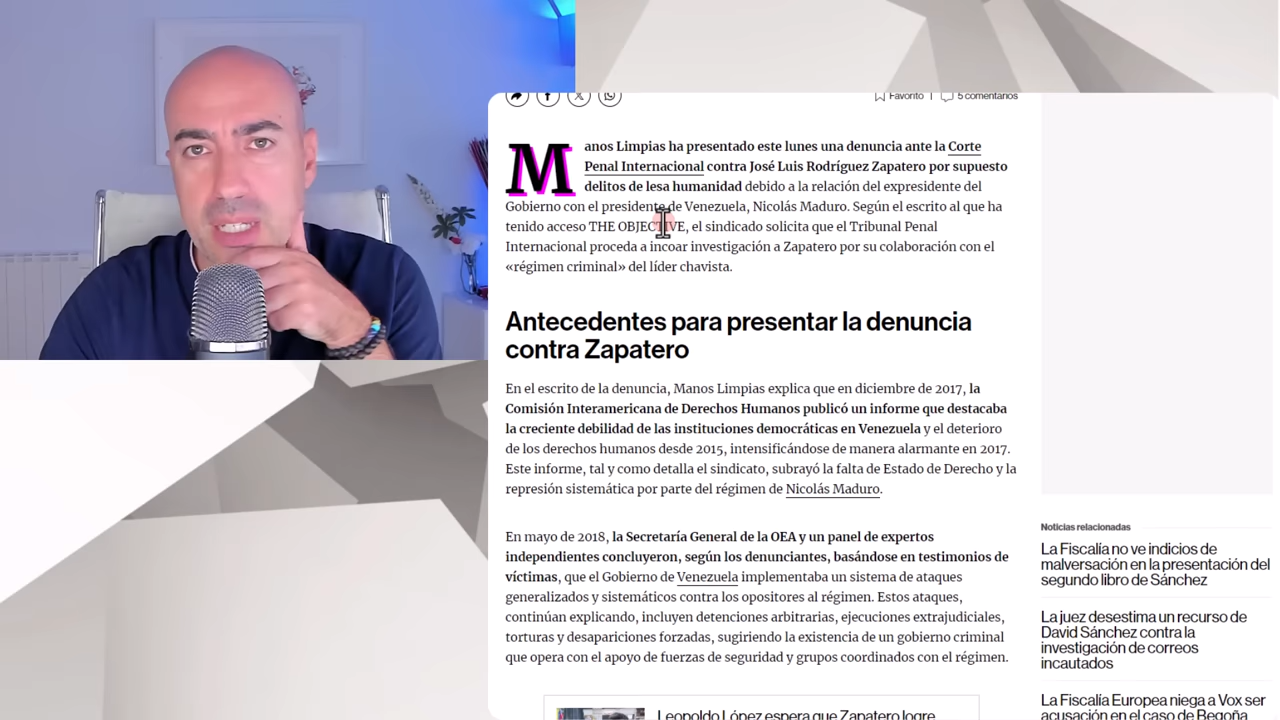 Favorito | 5 comentarios
Manos Limpias ha presentado este lunes una denuncia ante la Corte
Penal Internacional contra José Luis Rodríguez Zapatero por supuesto
delitos de lesa humanidad debido a la relación del expresidente del
Gobierno con el presidente de Venezuela, Nicolás Maduro. Según el escrito al que ha
tenido acceso THE OBJECTIVE, el sindicado solicita que el Tribunal Penal
Internacional proceda a incoar investigación a Zapatero por su colaboración con el
«régimen criminal» del líder chavista.
Antecedentes para presentar la denuncia
contra Zapatero
En el escrito de la denuncia, Manos Limpias explica que en diciembre de 2017, la
Comisión Interamericana de Derechos Humanos publicó un informe que destacaba
la creciente debilidad de las instituciones democráticas en Venezuela y el deterioro
de los derechos humanos desde 2015, intensificándose de manera alarmante en 2017.
Este informe, tal y como detalla el sindicato, subrayó la falta de Estado de Derecho y la
represión sistemática por parte del régimen de Nicolás Maduro.
En mayo de 2018, la Secretaría General de la OEA y un panel de expertos
independientes concluyeron, según los denunciantes, basándose en testimonios de
víctimas, que el Gobierno de Venezuela implementaba un sistema de ataques
generalizados y sistemáticos contra los opositores al régimen. Estos ataques,
continúan explicando, incluyen detenciones arbitrarias, ejecuciones extrajudiciales,
torturas y desapariciones forzadas, sugiriendo la existencia de un gobierno criminal
que opera con el apoyo de fuerzas de seguridad y grupos coordinados con el régimen.
Leopoldo López espera que Zapatero logre
Noticias relacionadas
La Fiscalía no ve indicios de
malversación en la presentación del
segundo libro de Sánchez
La juez desestima un recurso de
David Sánchez contra la
investigación de correos
incautados
La Fiscalía Europea niega a Vox ser
acusación en el caso de Begoña